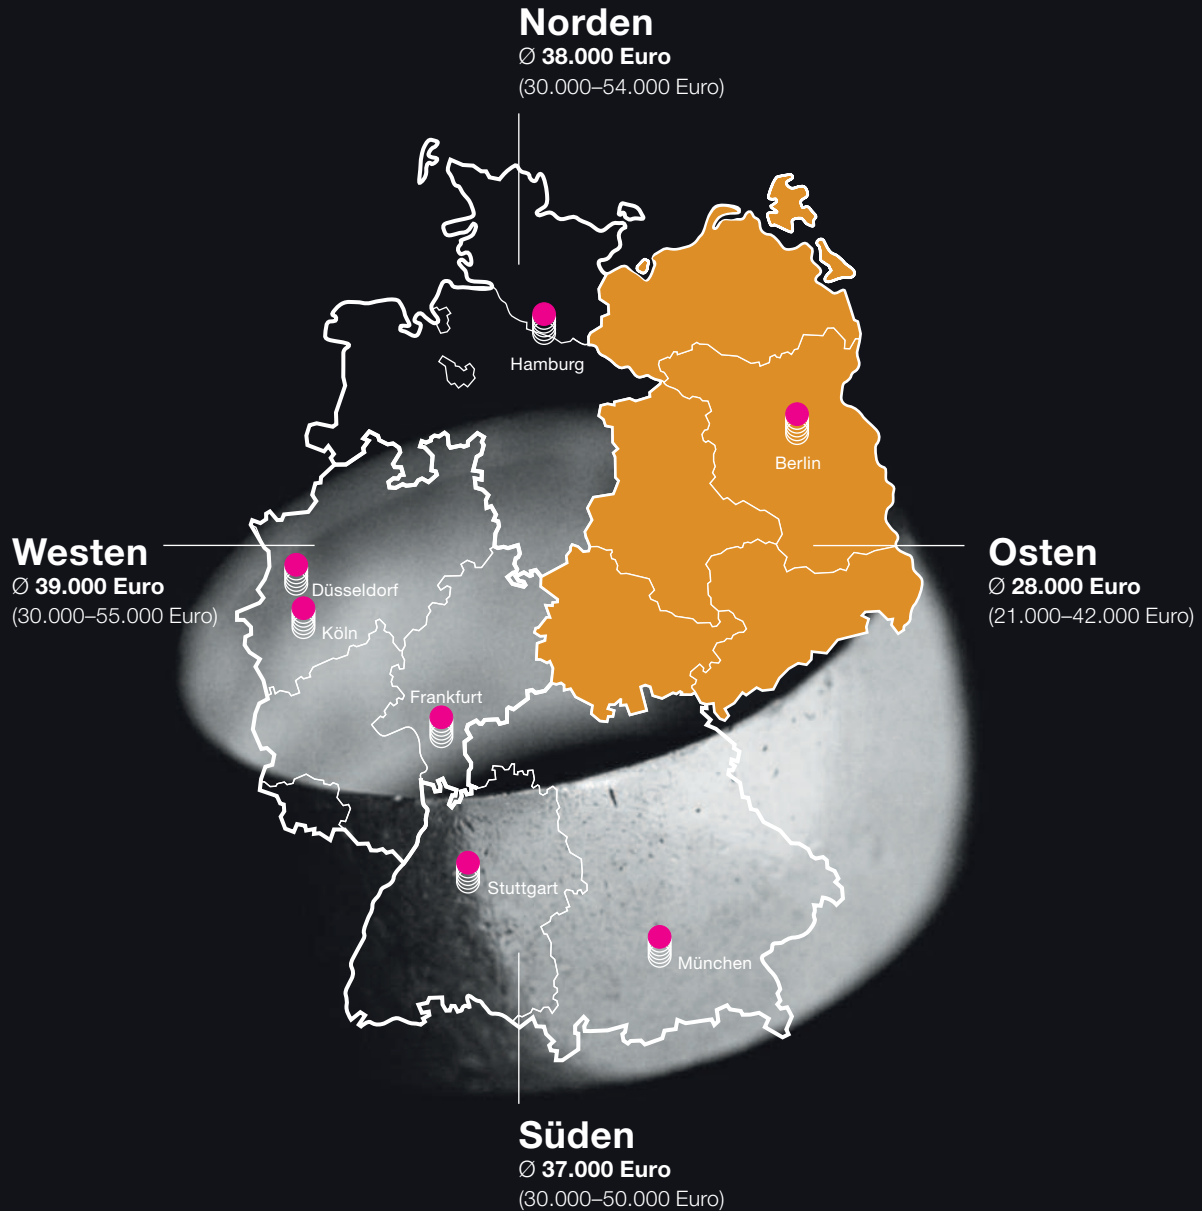 Norden
Ø 38.000 Euro
(30.000–54.000 Euro)
Hamburg
Berlin
Westen
Ø 39.000 Euro
(30.000–55.000 Euro)
Osten
Ø 28.000 Euro
(21.000–42.000 Euro)
Düsseldorf
Köln
Frankfurt
Stuttgart
München
Süden
Ø 37.000 Euro
(30.000–50.000 Euro)